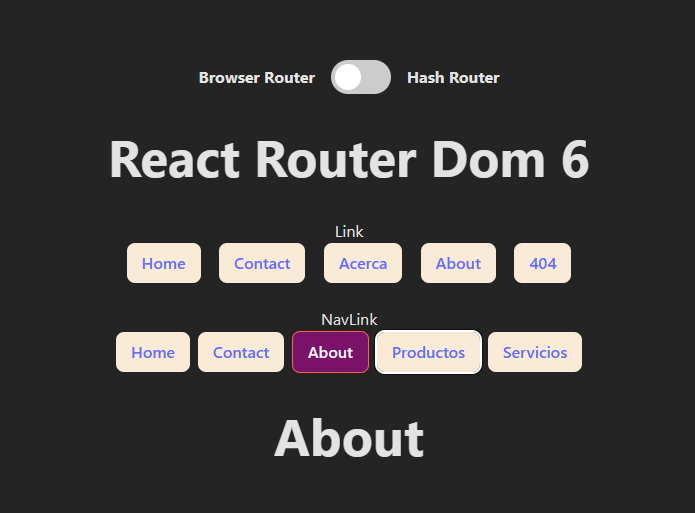 Browser Router Hash Router
React Router Dom 6
Link
Home Contact Acerca About 404
NavLink
Home Contact About Productos Servicios
About